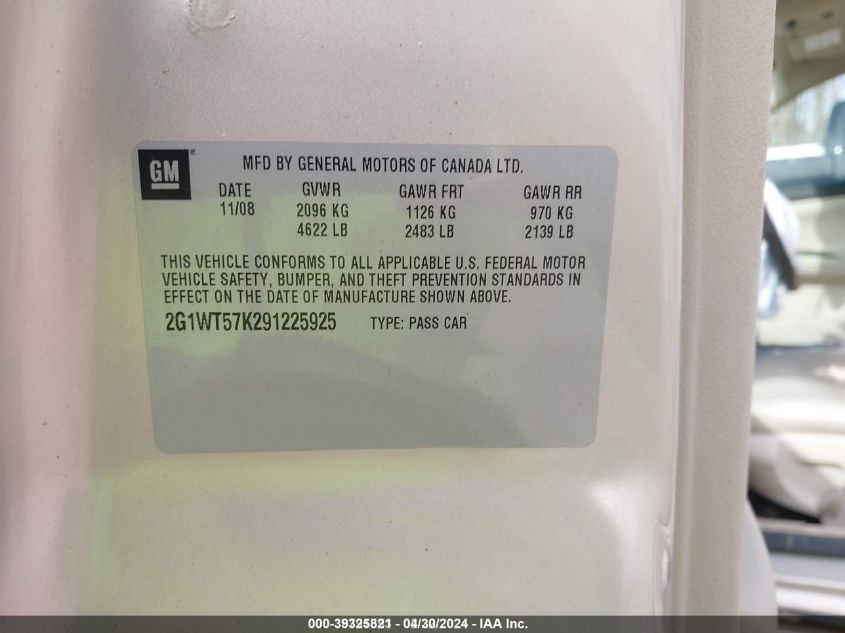 GM MFD BY GENERAL MOTORS OF CANADA LTD.
DATE GVWR GAWR FRT GAWR RR
11/08 2096 KG 1126 KG 970 KG
4622 LB 2483 LB 2139 LB
THIS VEHICLE CONFORMS TO ALL APPLICABLE U.S. FEDERAL MOTOR
VEHICLE SAFETY, BUMPER, AND THEFT PREVENTION STANDARDS IN
EFFECT ON THE DATE OF MANUFACTURE SHOWN ABOVE.
2G1WT57K291225925 TYPE: PASS CAR
000-39325821 - 04/30/2024 - IAA Inc.